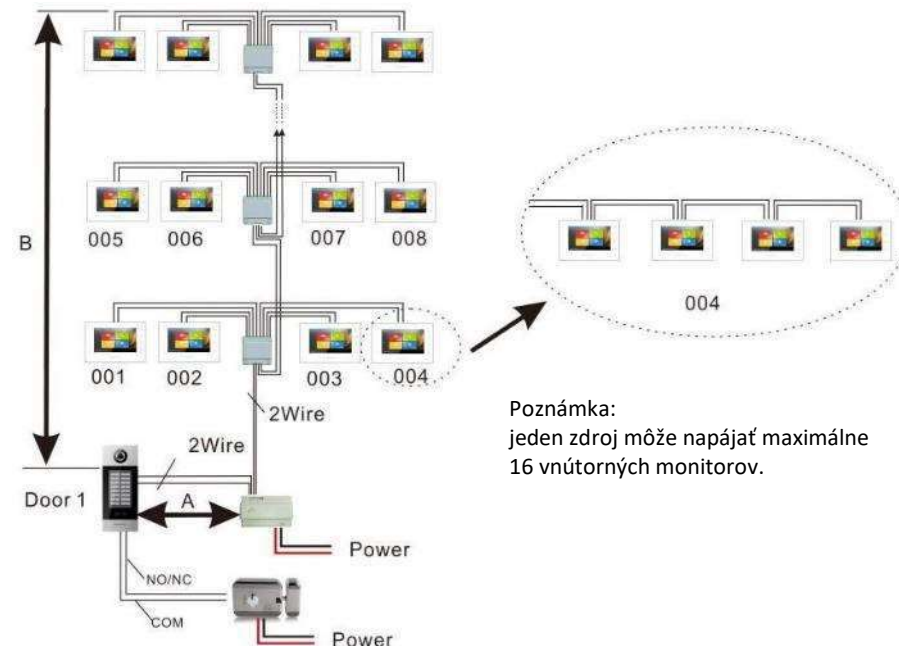 B
005 006 007 008
001 002 003 004
004
2Wire
2Wire
Door 1
A
Power
NO/NC
COM
Power
Poznámka:
jeden zdroj môže napájať maximálne
16 vnútorných monitorov.